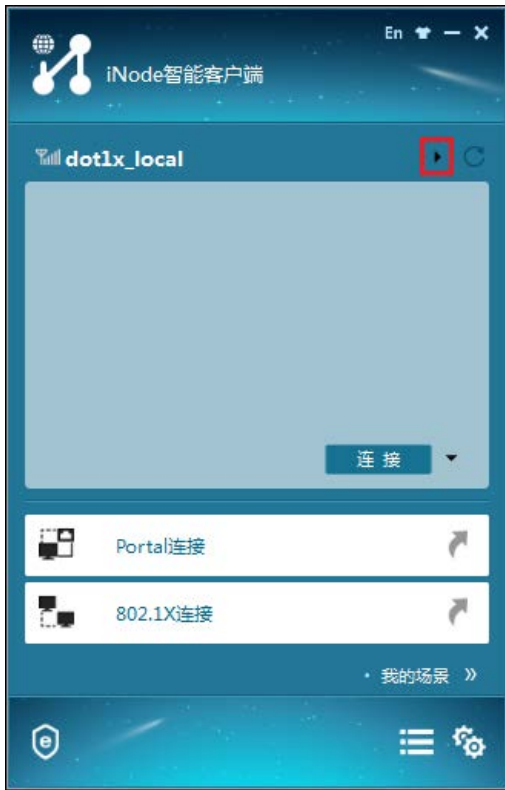 En
iNode智能客户端
dot1x_local
连 接
Portal连接
802.1X连接
· 我的场景 »
e